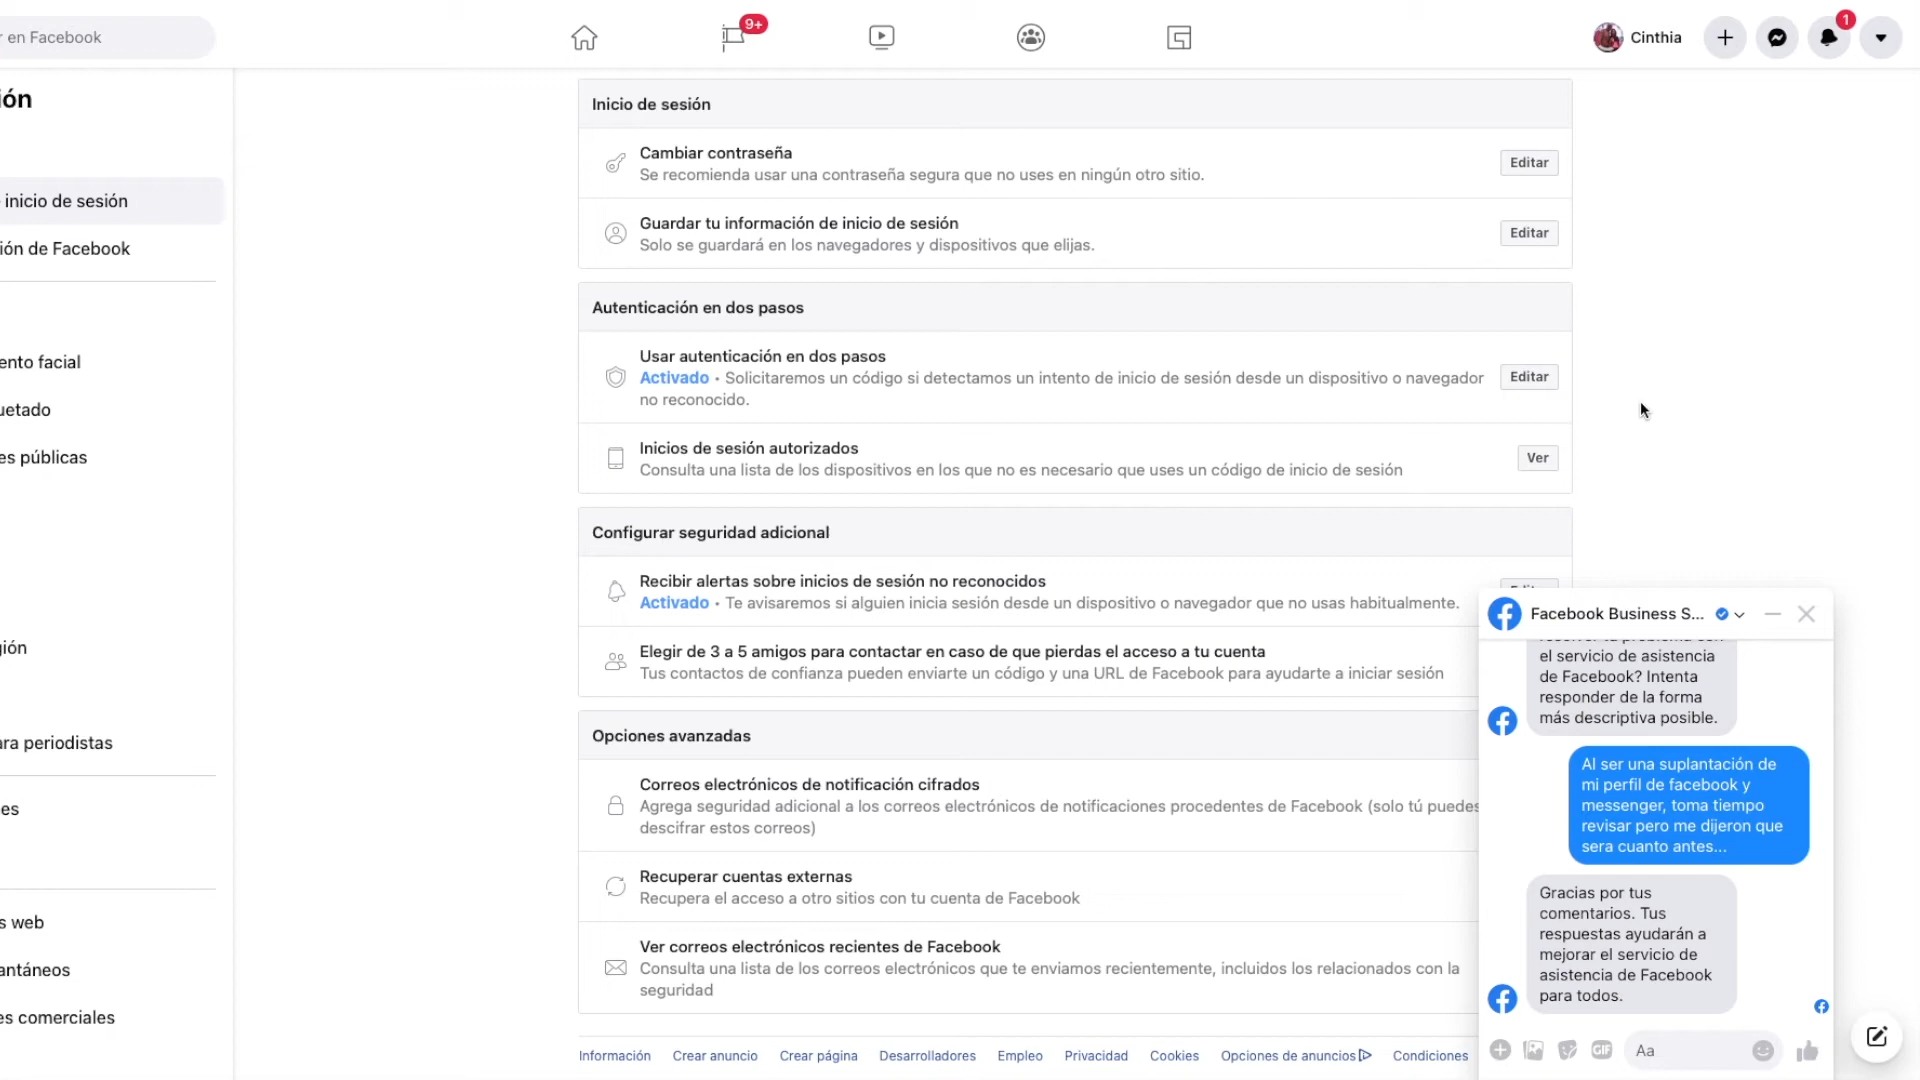 r en Facebook
9+
Cinthia
1
ión
inicio de sesión
ión de Facebook
ento facial
uetado
es públicas
ión
ara periodistas
es
s web
antáneos
es comerciales
Inicio de sesión
Cambiar contraseña
Se recomienda usar una contraseña segura que no uses en ningún otro sitio.
Editar
Guardar tu información de inicio de sesión
Solo se guardará en los navegadores y dispositivos que elijas.
Editar
Autenticación en dos pasos
Usar autenticación en dos pasos
Activado · Solicitaremos un código si detectamos un intento de inicio de sesión desde un dispositivo o navegador
no reconocido.
Editar
Inicios de sesión autorizados
Consulta una lista de los dispositivos en los que no es necesario que uses un código de inicio de sesión
Ver
Configurar seguridad adicional
Recibir alertas sobre inicios de sesión no reconocidos
Activado · Te avisaremos si alguien inicia sesión desde un dispositivo o navegador que no usas habitualmente.
Elegir de 3 a 5 amigos para contactar en caso de que pierdas el acceso a tu cuenta
Tus contactos de confianza pueden enviarte un código y una URL de Facebook para ayudarte a iniciar sesión
Opciones avanzadas
Correos electrónicos de notificación cifrados
Agrega seguridad adicional a los correos electrónicos de notificaciones procedentes de Facebook (solo tú puedes
descifrar estos correos)
Recuperar cuentas externas
Recupera el acceso a otro sitios con tu cuenta de Facebook
Ver correos electrónicos recientes de Facebook
Consulta una lista de los correos electrónicos que te enviamos recientemente, incluidos los relacionados con la
seguridad
Información Crear anuncio Crear página Desarrolladores Empleo Privacidad Cookies Opciones de anuncios Condiciones
Facebook Business S...
el servicio de asistencia
de Facebook? Intenta
responder de la forma
más descriptiva posible.
Al ser una suplantación de
mi perfil de facebook y
messenger, toma tiempo
revisar pero me dijeron que
sera cuanto antes...
Gracias por tus
comentarios. Tus
respuestas ayudarán a
mejorar el servicio de
asistencia de Facebook
para todos.
GIF
Aa